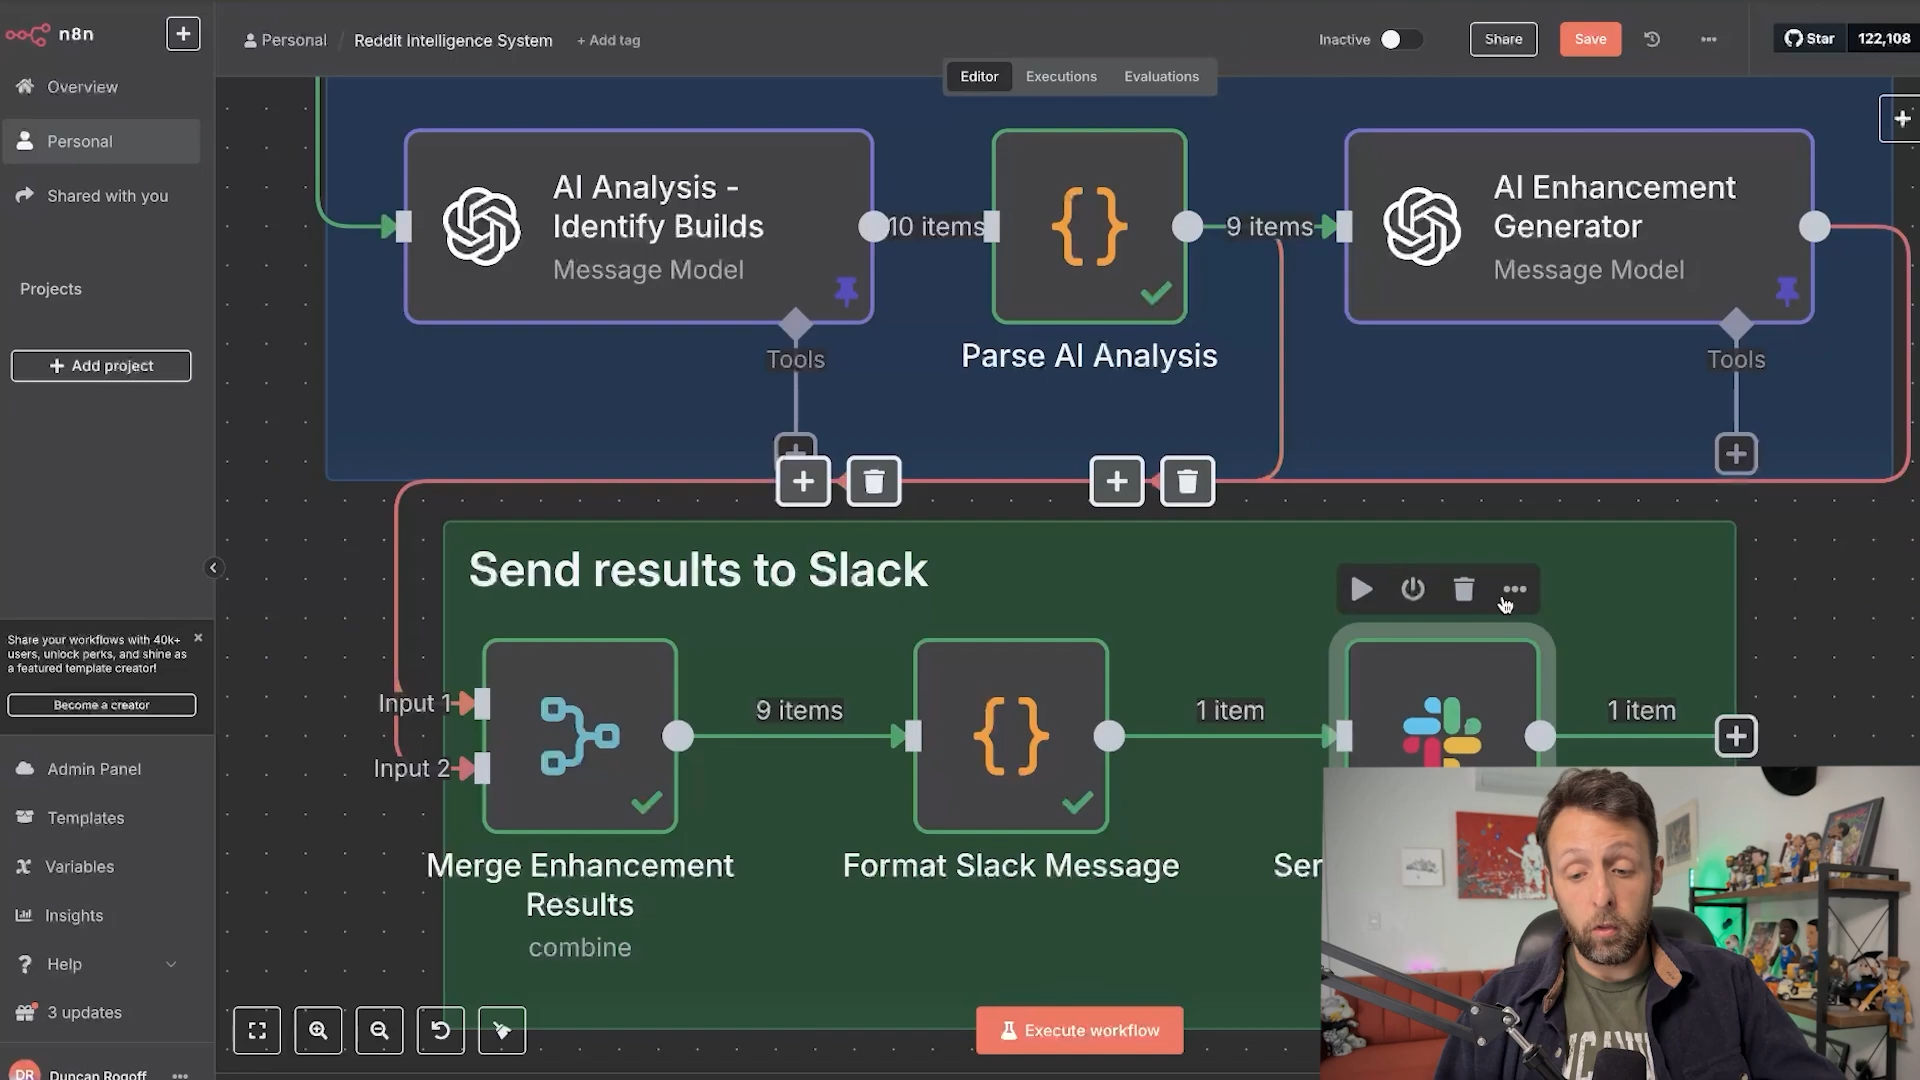 n8n
Personal / Reddit Intelligence System + Add tag
Inactive
Share
Save
Star 122,108
Editor Executions Evaluations
Overview
Personal
Shared with you
Projects
+ Add project
Share your workflows with 40k+
users, unlock perks, and shine as
a featured template creator!
Become a creator
Admin Panel
Templates
Variables
Insights
Help
3 updates
DR Duncan Rogoff
AI Analysis -
Identify Builds
Message Model
Tools
10 items
Parse AI Analysis
9 items
AI Enhancement
Generator
Message Model
Tools
Send results to Slack
Input 1
Input 2
Merge Enhancement
Results
combine
9 items
Format Slack Message
1 item
Ser
1 item
Execute workflow